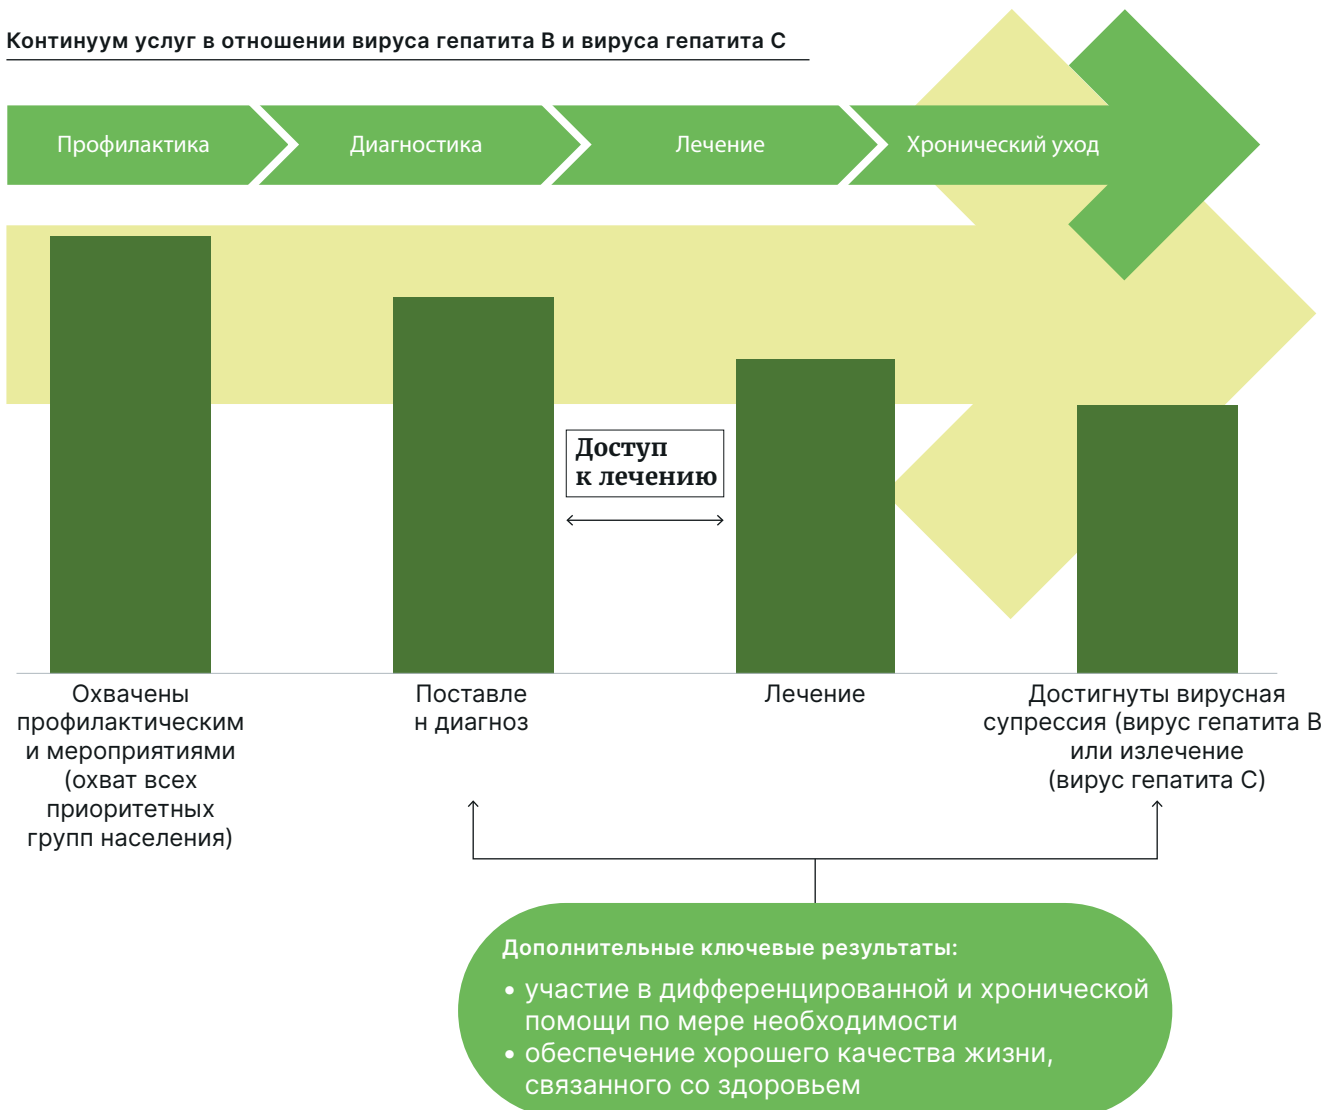 Континуум услуг в отношении вируса гепатита B и вируса гепатита C
Профилактика
Диагностика
Лечение
Хронический уход
Доступ
к лечению
Охвачены
профилактическим
и мероприятиями
(охват всех
приоритетных
групп населения)
Поставле
н диагноз
Лечение
Достигнуты вирусная
супрессия (вирус гепатита B
или излечение
(вирус гепатита C)
Дополнительные ключевые результаты:
• участие в дифференцированной и хронической
помощи по мере необходимости
• обеспечение хорошего качества жизни,
связанного со здоровьем